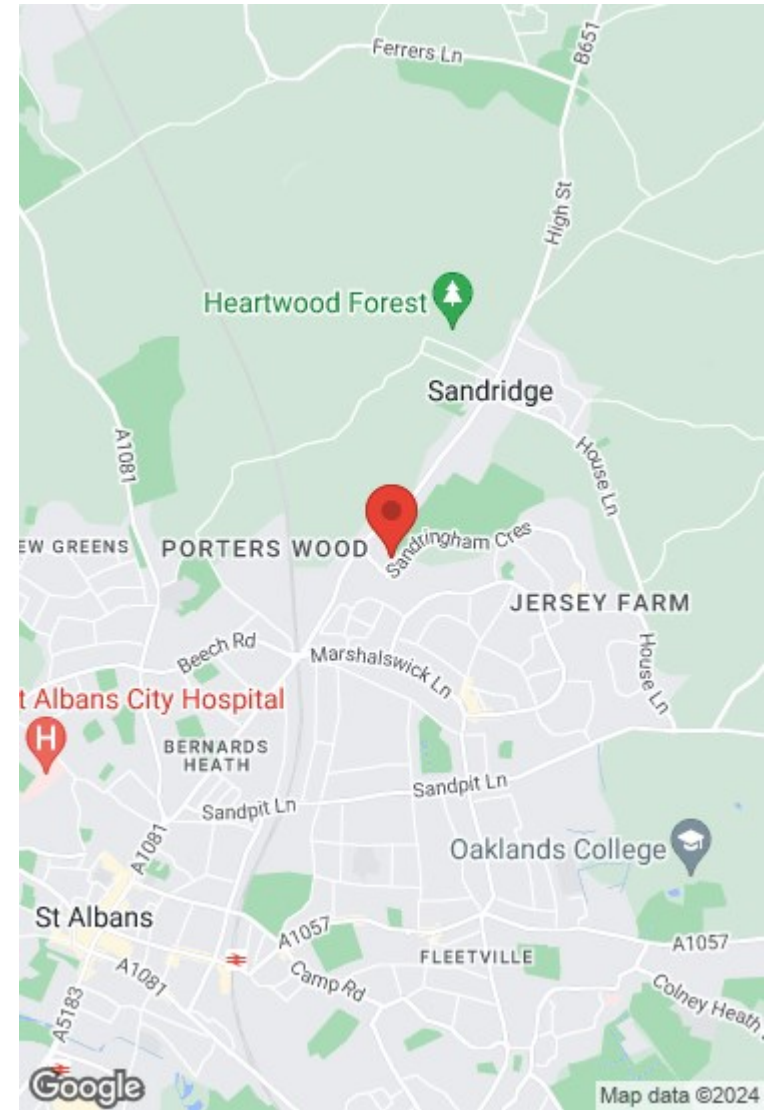 Ferrers Ln
B651
High St
Heartwood Forest
Sandridge
A1081
House Ln
EW GREENS
PORTERS WOOD
Sandringham Cres
JERSEY FARM
Beech Rd
Marshalswick Ln
House Ln
t Albans City Hospital
H
BERNARDS
HEATH
Sandpit Ln
Sandpit Ln
A1081
Oaklands College
St Albans
A1057
FLEETVILLE
A1057
A1081
Camp Rd
Colney Heath
A5183
Google
Map data ©2024